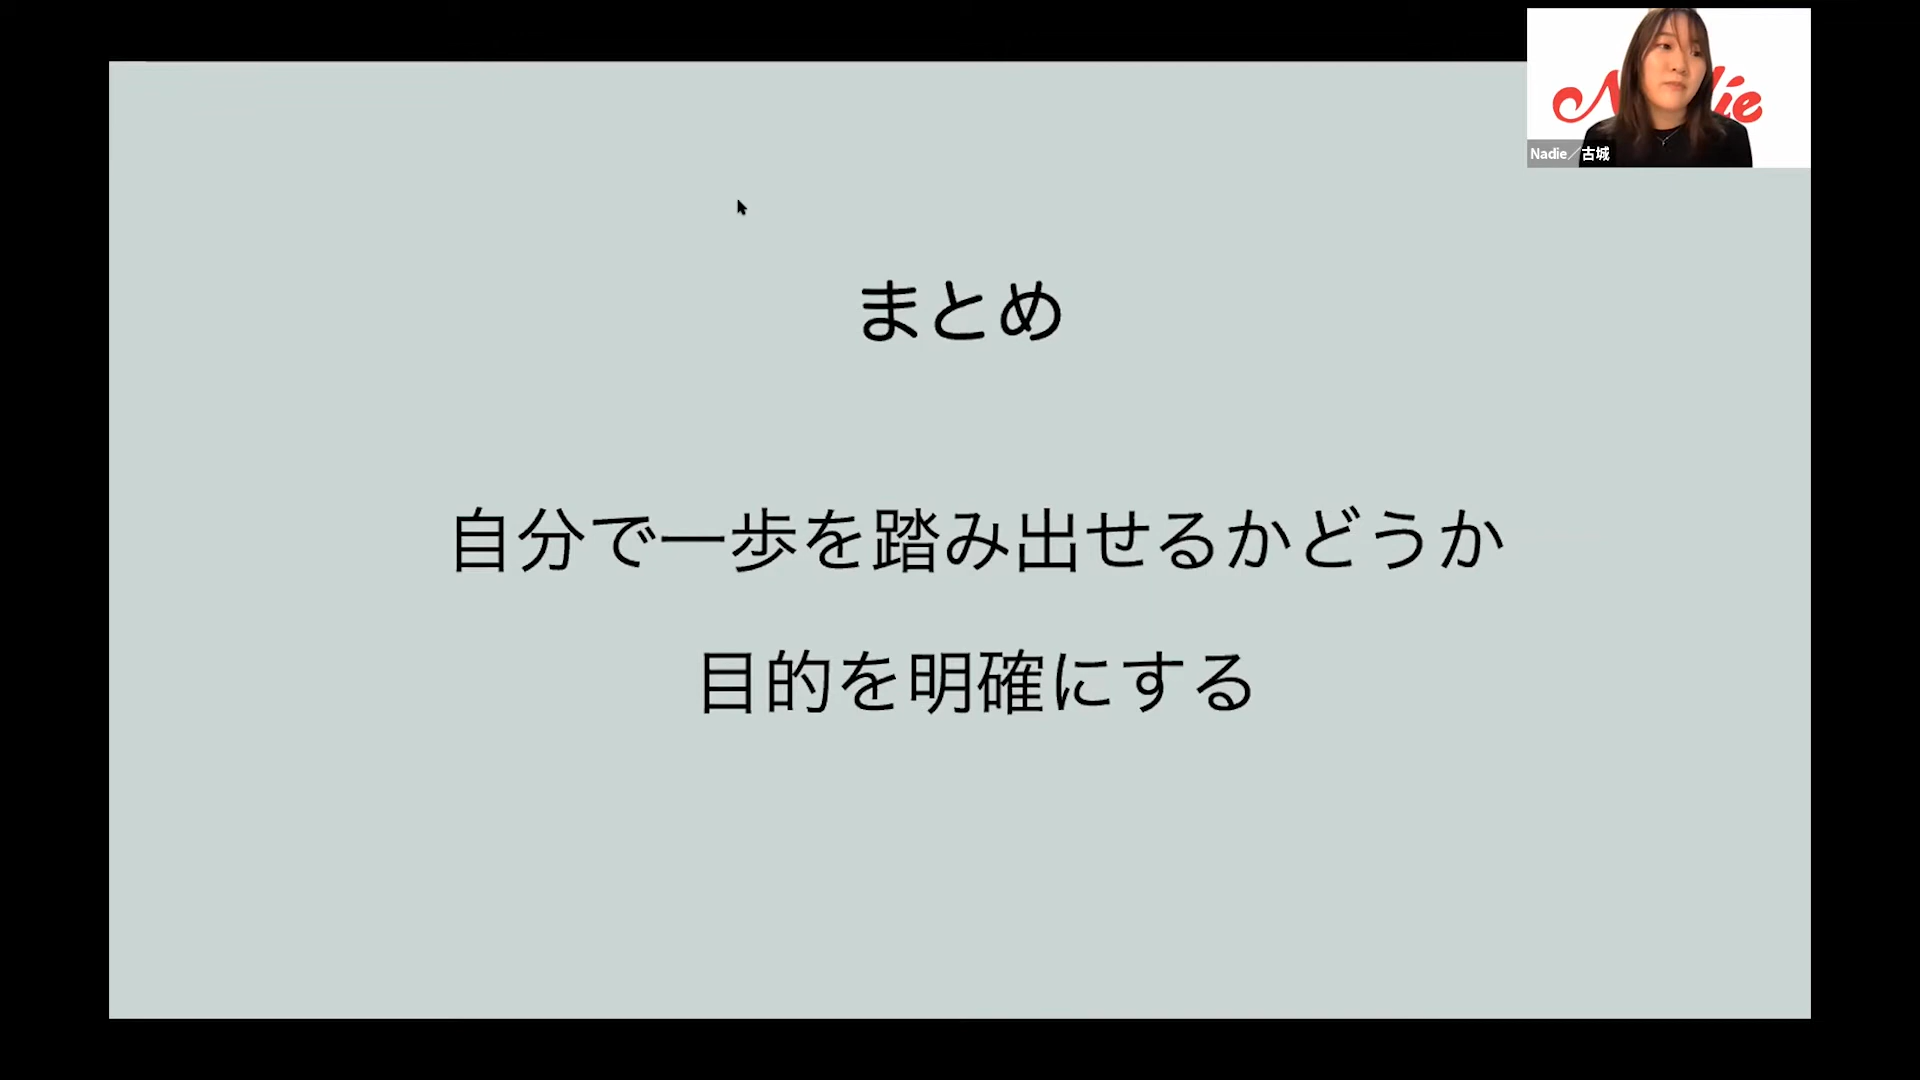 まとめ
自分で一歩を踏み出せるかどうか
目的を明確にする
Nadie／古城